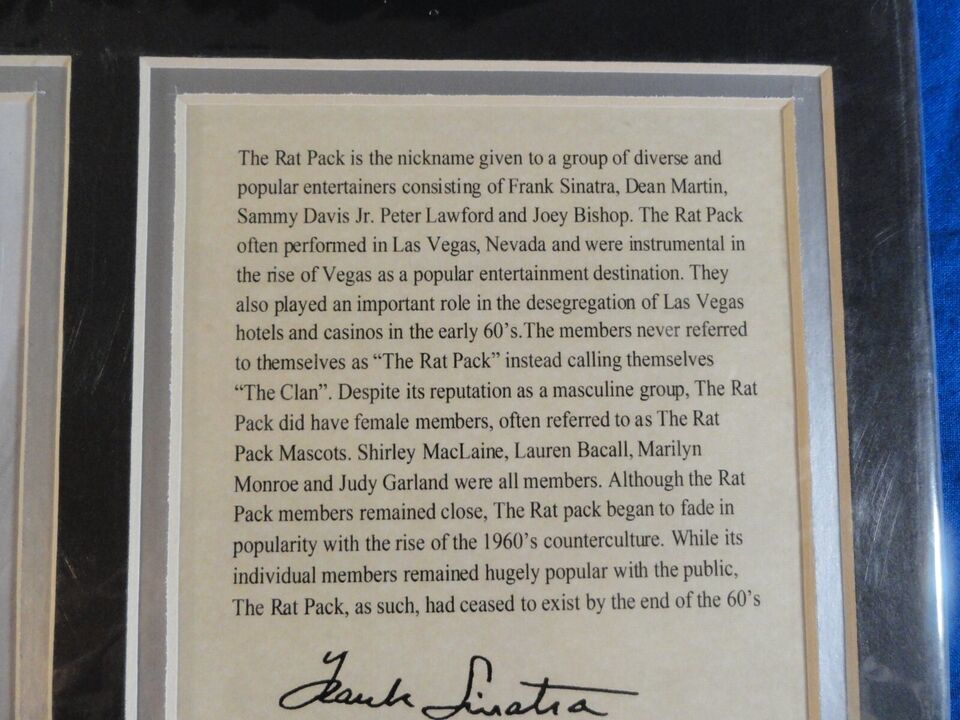 The Rat Pack is the nickname given to a group of diverse and
popular entertainers consisting of Frank Sinatra, Dean Martin,
Sammy Davis Jr. Peter Lawford and Joey Bishop. The Rat Pack
often performed in Las Vegas, Nevada and were instrumental in
the rise of Vegas as a popular entertainment destination. They
also played an important role in the desegregation of Las Vegas
hotels and casinos in the early 60’s.The members never referred
to themselves as “The Rat Pack” instead calling themselves
“The Clan”. Despite its reputation as a masculine group, The Rat
Pack did have female members, often referred to as The Rat
Pack Mascots. Shirley MacLaine, Lauren Bacall, Marilyn
Monroe and Judy Garland were all members. Although the Rat
Pack members remained close, The Rat pack began to fade in
popularity with the rise of the 1960’s counterculture. While its
individual members remained hugely popular with the public,
The Rat Pack, as such, had ceased to exist by the end of the 60’s
Frank Sinatra